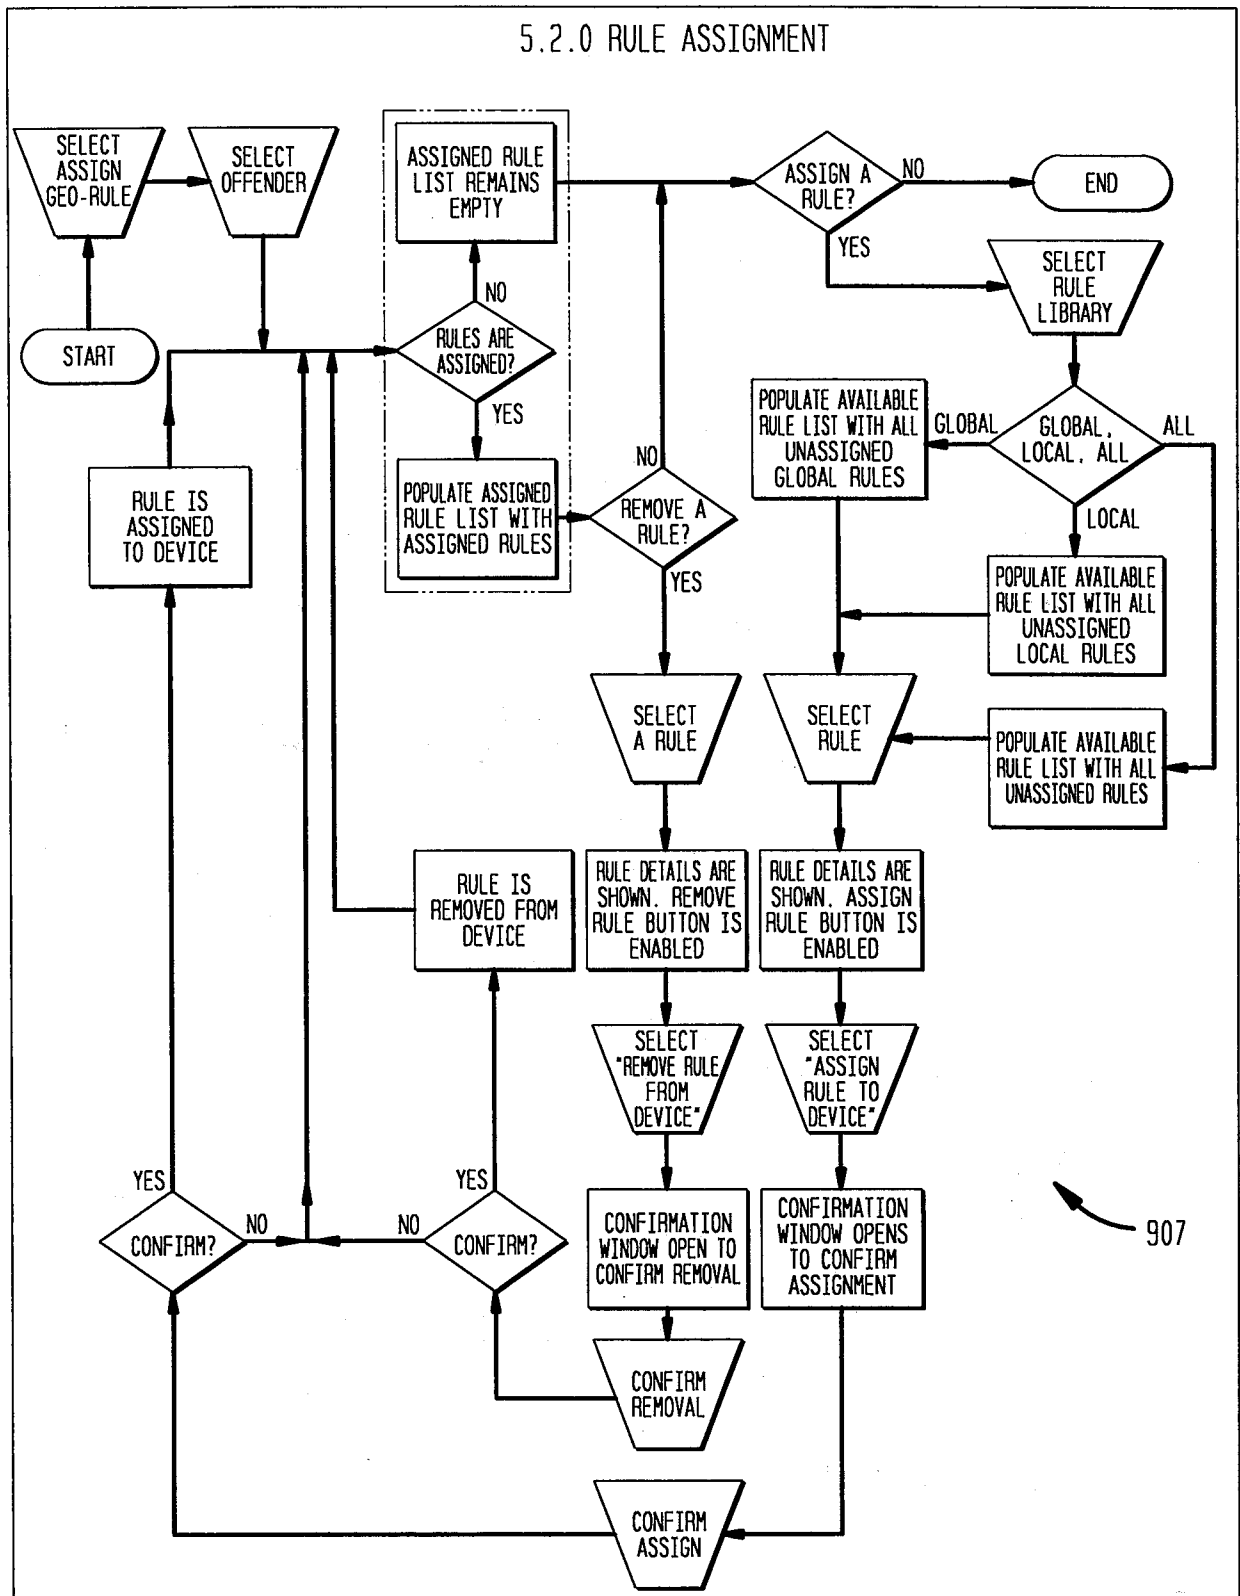 5.2.0 RULE ASSIGNMENT
SELECT
ASSIGN
GEO-RULE
SELECT
OFFENDER
ASSIGNED RULE
LIST REMAINS
EMPTY
ASSIGN A
RULE?
NO
END
YES
SELECT
RULE
LIBRARY
START
NO
RULES ARE
ASSIGNED?
YES
POPULATE AVAILABLE
RULE LIST WITH ALL
UNASSIGNED
GLOBAL RULES
GLOBAL
GLOBAL,
LOCAL, ALL
ALL
LOCAL
RULE IS
ASSIGNED
TO DEVICE
POPULATE ASSIGNED
RULE LIST WITH
ASSIGNED RULES
NO
REMOVE A
RULE?
YES
POPULATE AVAILABLE
RULE LIST WITH ALL
UNASSIGNED
LOCAL RULES
SELECT
A RULE
SELECT
RULE
POPULATE AVAILABLE
RULE LIST WITH ALL
UNASSIGNED RULES
RULE IS
REMOVED FROM
DEVICE
RULE DETAILS ARE
SHOWN. REMOVE
RULE BUTTON IS
ENABLED
RULE DETAILS ARE
SHOWN. ASSIGN
RULE BUTTON IS
ENABLED
SELECT
"REMOVE RULE
FROM
DEVICE"
SELECT
"ASSIGN
RULE TO
DEVICE"
YES
CONFIRM?
NO
NO
YES
CONFIRM?
CONFIRMATION
WINDOW OPEN TO
CONFIRM REMOVAL
CONFIRMATION
WINDOW OPENS
TO CONFIRM
ASSIGNMENT
907
CONFIRM
REMOVAL
CONFIRM
ASSIGN